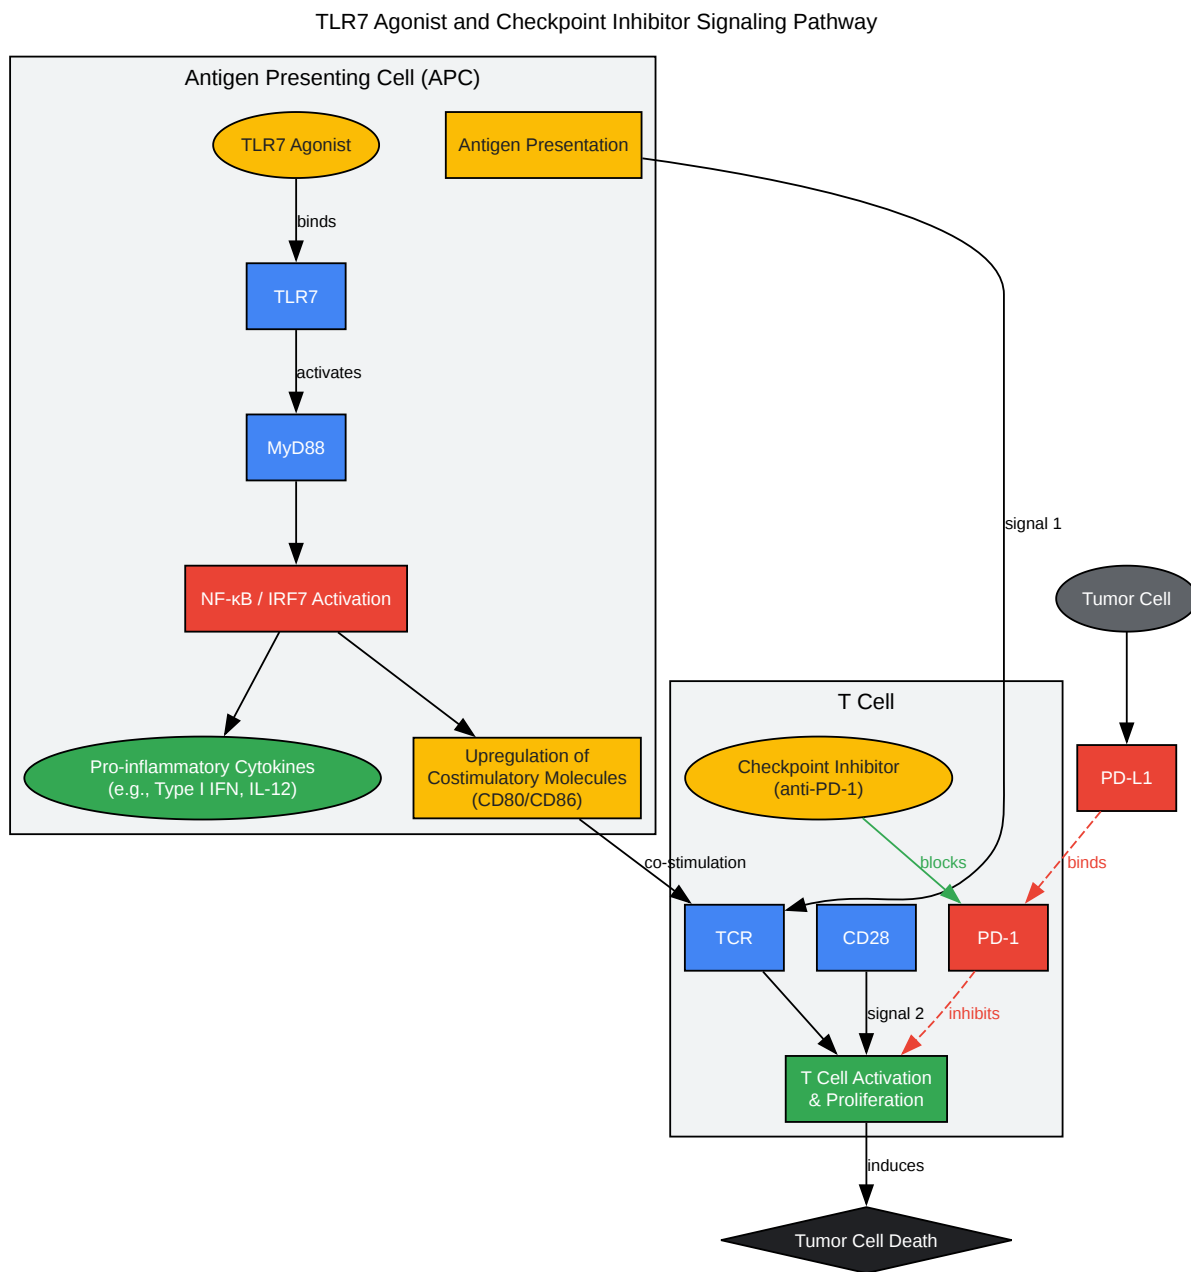 TLR7 Agonist and Checkpoint Inhibitor Signaling Pathway
Antigen Presenting Cell (APC)
TLR7 Agonist
Antigen Presentation
binds
TLR7
activates
MyD88
signal 1
NF-κB / IRF7 Activation
Tumor Cell
T Cell
Pro-inflammatory Cytokines
(e.g., Type I IFN, IL-12)
Upregulation of
Costimulatory Molecules
(CD80/CD86)
Checkpoint Inhibitor
(anti-PD-1)
PD-L1
co-stimulation
blocks
binds
TCR
CD28
PD-1
signal 2
inhibits
T Cell Activation
& Proliferation
induces
Tumor Cell Death